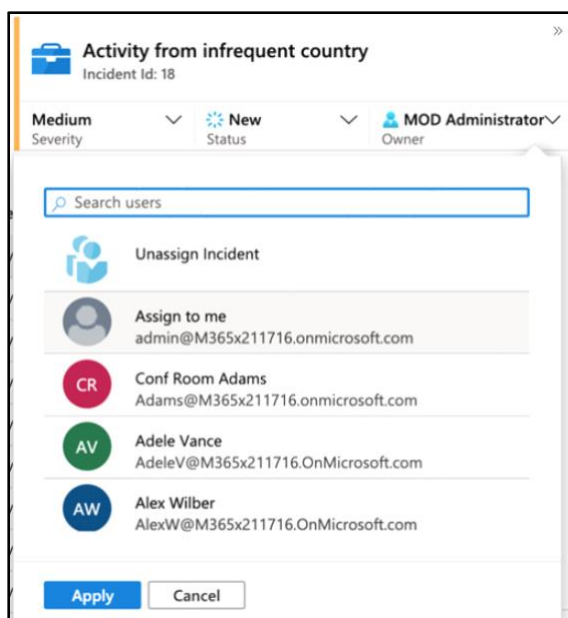 »
Activity from infrequent country
Incident Id: 18
Medium
Severity
New
Status
MOD Administrator
Owner
Search users
Unassign Incident
Assign to me
admin@M365x211716.onmicrosoft.com
CR
Conf Room Adams
Adams@M365x211716.onmicrosoft.com
AV
Adele Vance
AdeleV@M365x211716.OnMicrosoft.com
AW
Alex Wilber
AlexW@M365x211716.OnMicrosoft.com
Apply
Cancel